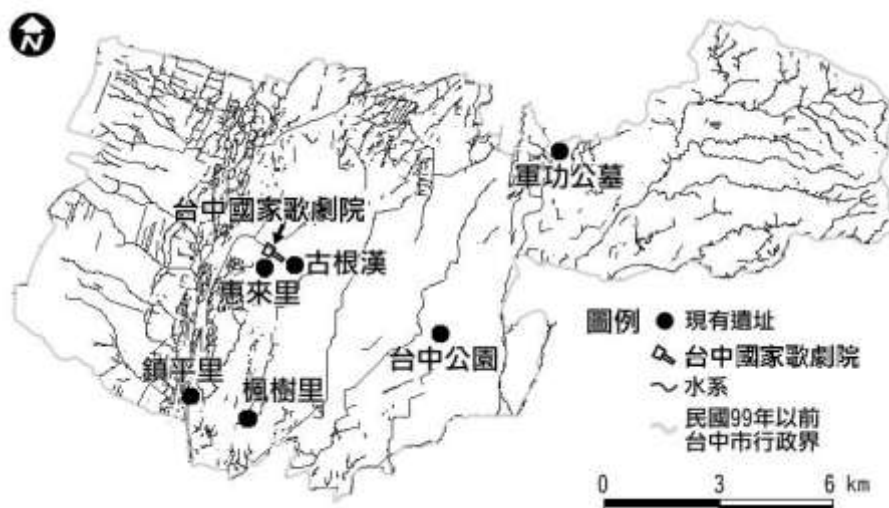 N
軍功公墓
台中國家歌劇院
古根漢
惠來里
台中公園
鎮平里
楓樹里
圖例
現有遺址
台中國家歌劇院
水系
民國99年以前
台中市行政界
0 3 6 km